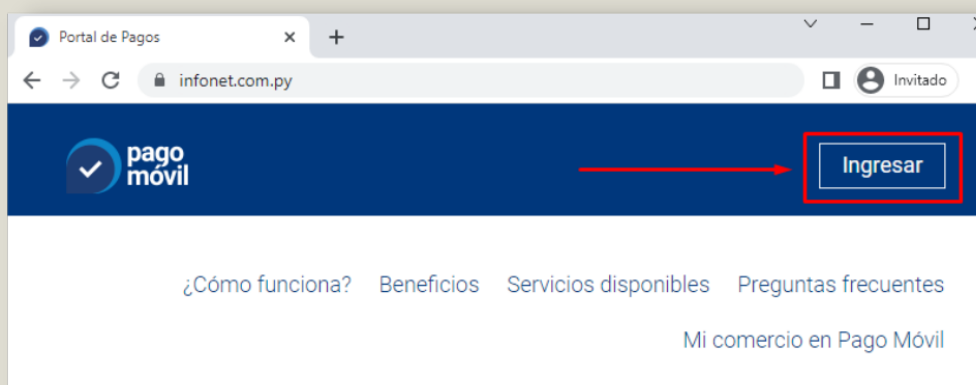 Portal de Pagos
infonet.com.py
Invitado
pago
móvil
Ingresar
¿Cómo funciona? Beneficios Servicios disponibles Preguntas frecuentes
Mi comercio en Pago Móvil